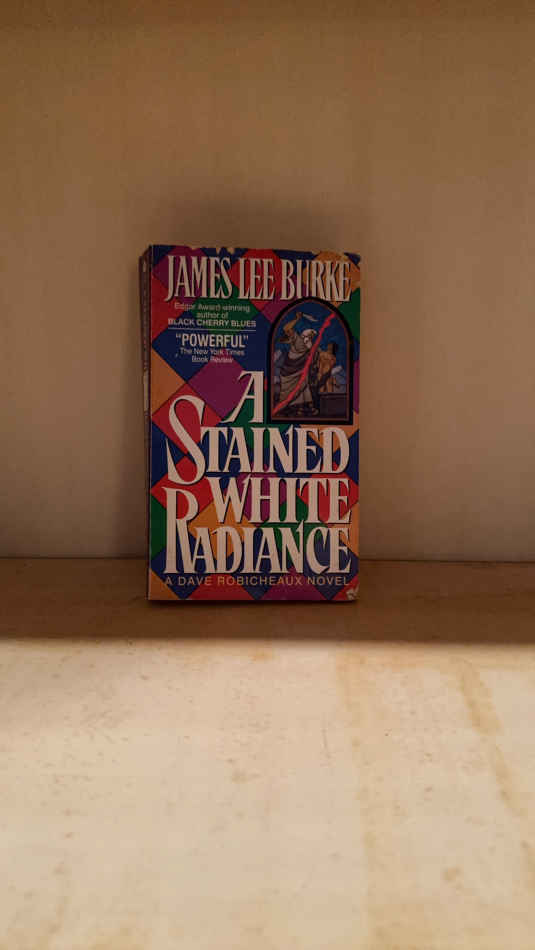 JAMES LEE BURKE
Edgar Award-winning
author of
BLACK CHERRY BLUES
"POWERFUL"
The New York Times
Book Review
A
STAINED
WHITE
RADIANCE
A DAVE ROBICHEAUX NOVEL